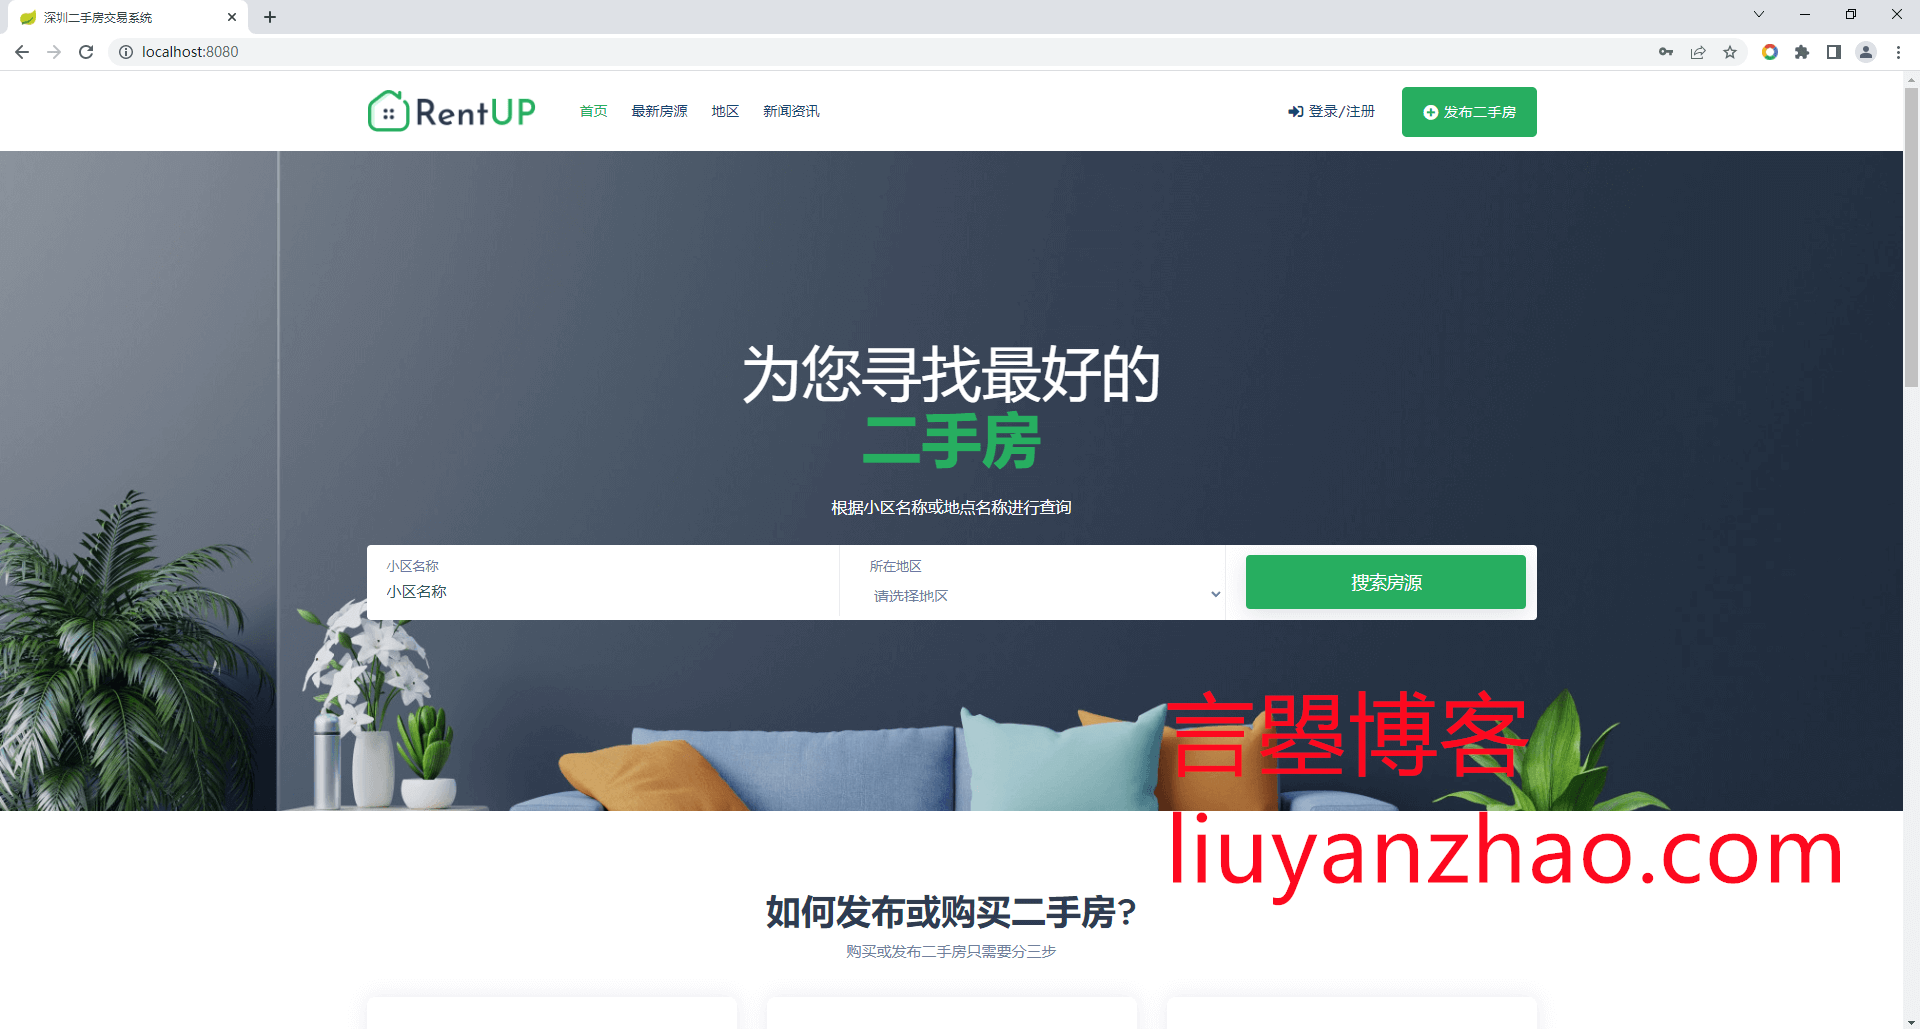 深圳二手房交易系统
localhost:8080
RentUP
首页
最新房源
地区
新闻资讯
登录/注册
发布二手房
为您寻找最好的
二手房
根据小区名称或地点名称进行查询
小区名称
小区名称
所在地区
请选择地区
搜索房源
言曌博客
liuyanzhao.com
如何发布或购买二手房?
购买或发布二手房只需要分三步